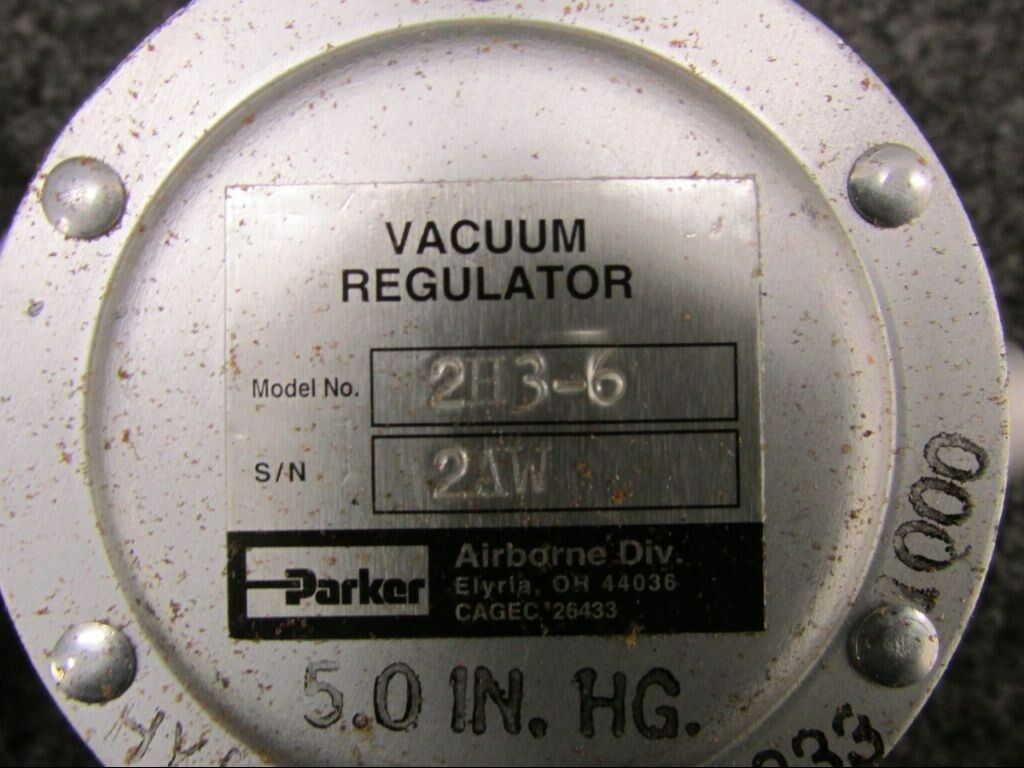 VACUUM
REGULATOR
Model No. 2H3-6
S/N 2AW
Parker
Airborne Div.
Elyria, OH 44036
CAGEC 26433
5.0 IN. HG.